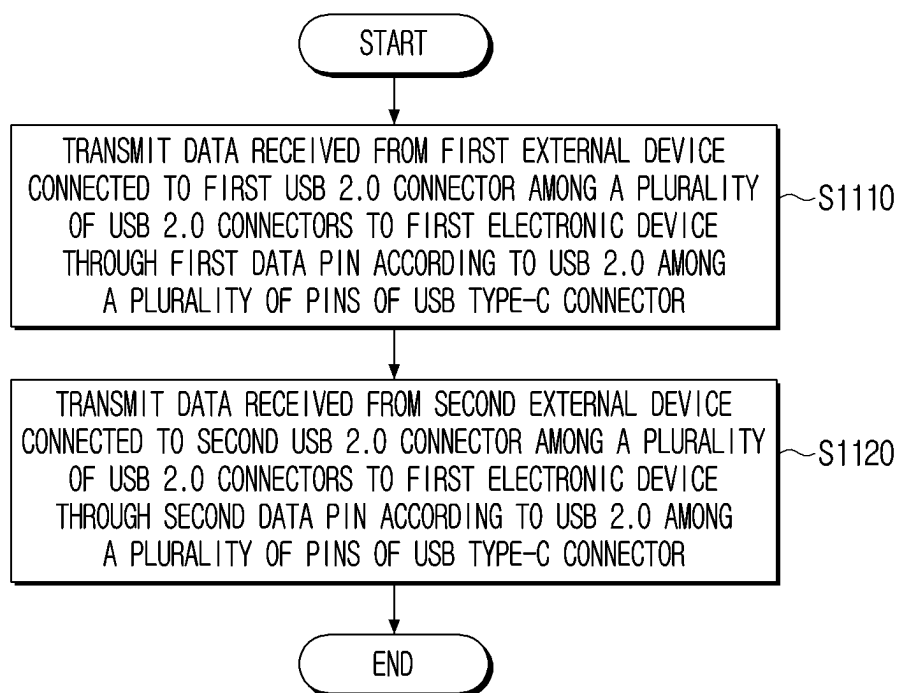 START
TRANSMIT DATA RECEIVED FROM FIRST EXTERNAL DEVICE
CONNECTED TO FIRST USB 2.0 CONNECTOR AMONG A PLURALITY
OF USB 2.0 CONNECTORS TO FIRST ELECTRONIC DEVICE
THROUGH FIRST DATA PIN ACCORDING TO USB 2.0 AMONG
A PLURALITY OF PINS OF USB TYPE-C CONNECTOR
S1110
TRANSMIT DATA RECEIVED FROM SECOND EXTERNAL DEVICE
CONNECTED TO SECOND USB 2.0 CONNECTOR AMONG A PLURALITY
OF USB 2.0 CONNECTORS TO FIRST ELECTRONIC DEVICE
THROUGH SECOND DATA PIN ACCORDING TO USB 2.0 AMONG
A PLURALITY OF PINS OF USB TYPE-C CONNECTOR
S1120
END